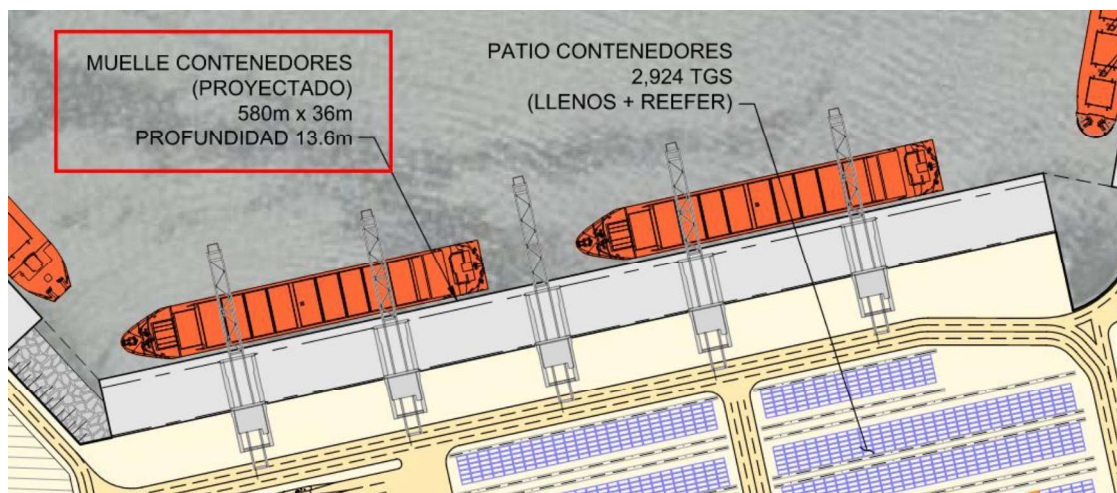 MUELLE CONTENEDORES
(PROYECTADO)
580m x 36m
PROFUNDIDAD 13.6m
PATIO CONTENEDORES
2,924 TGS
(LLENOS + REEFER)